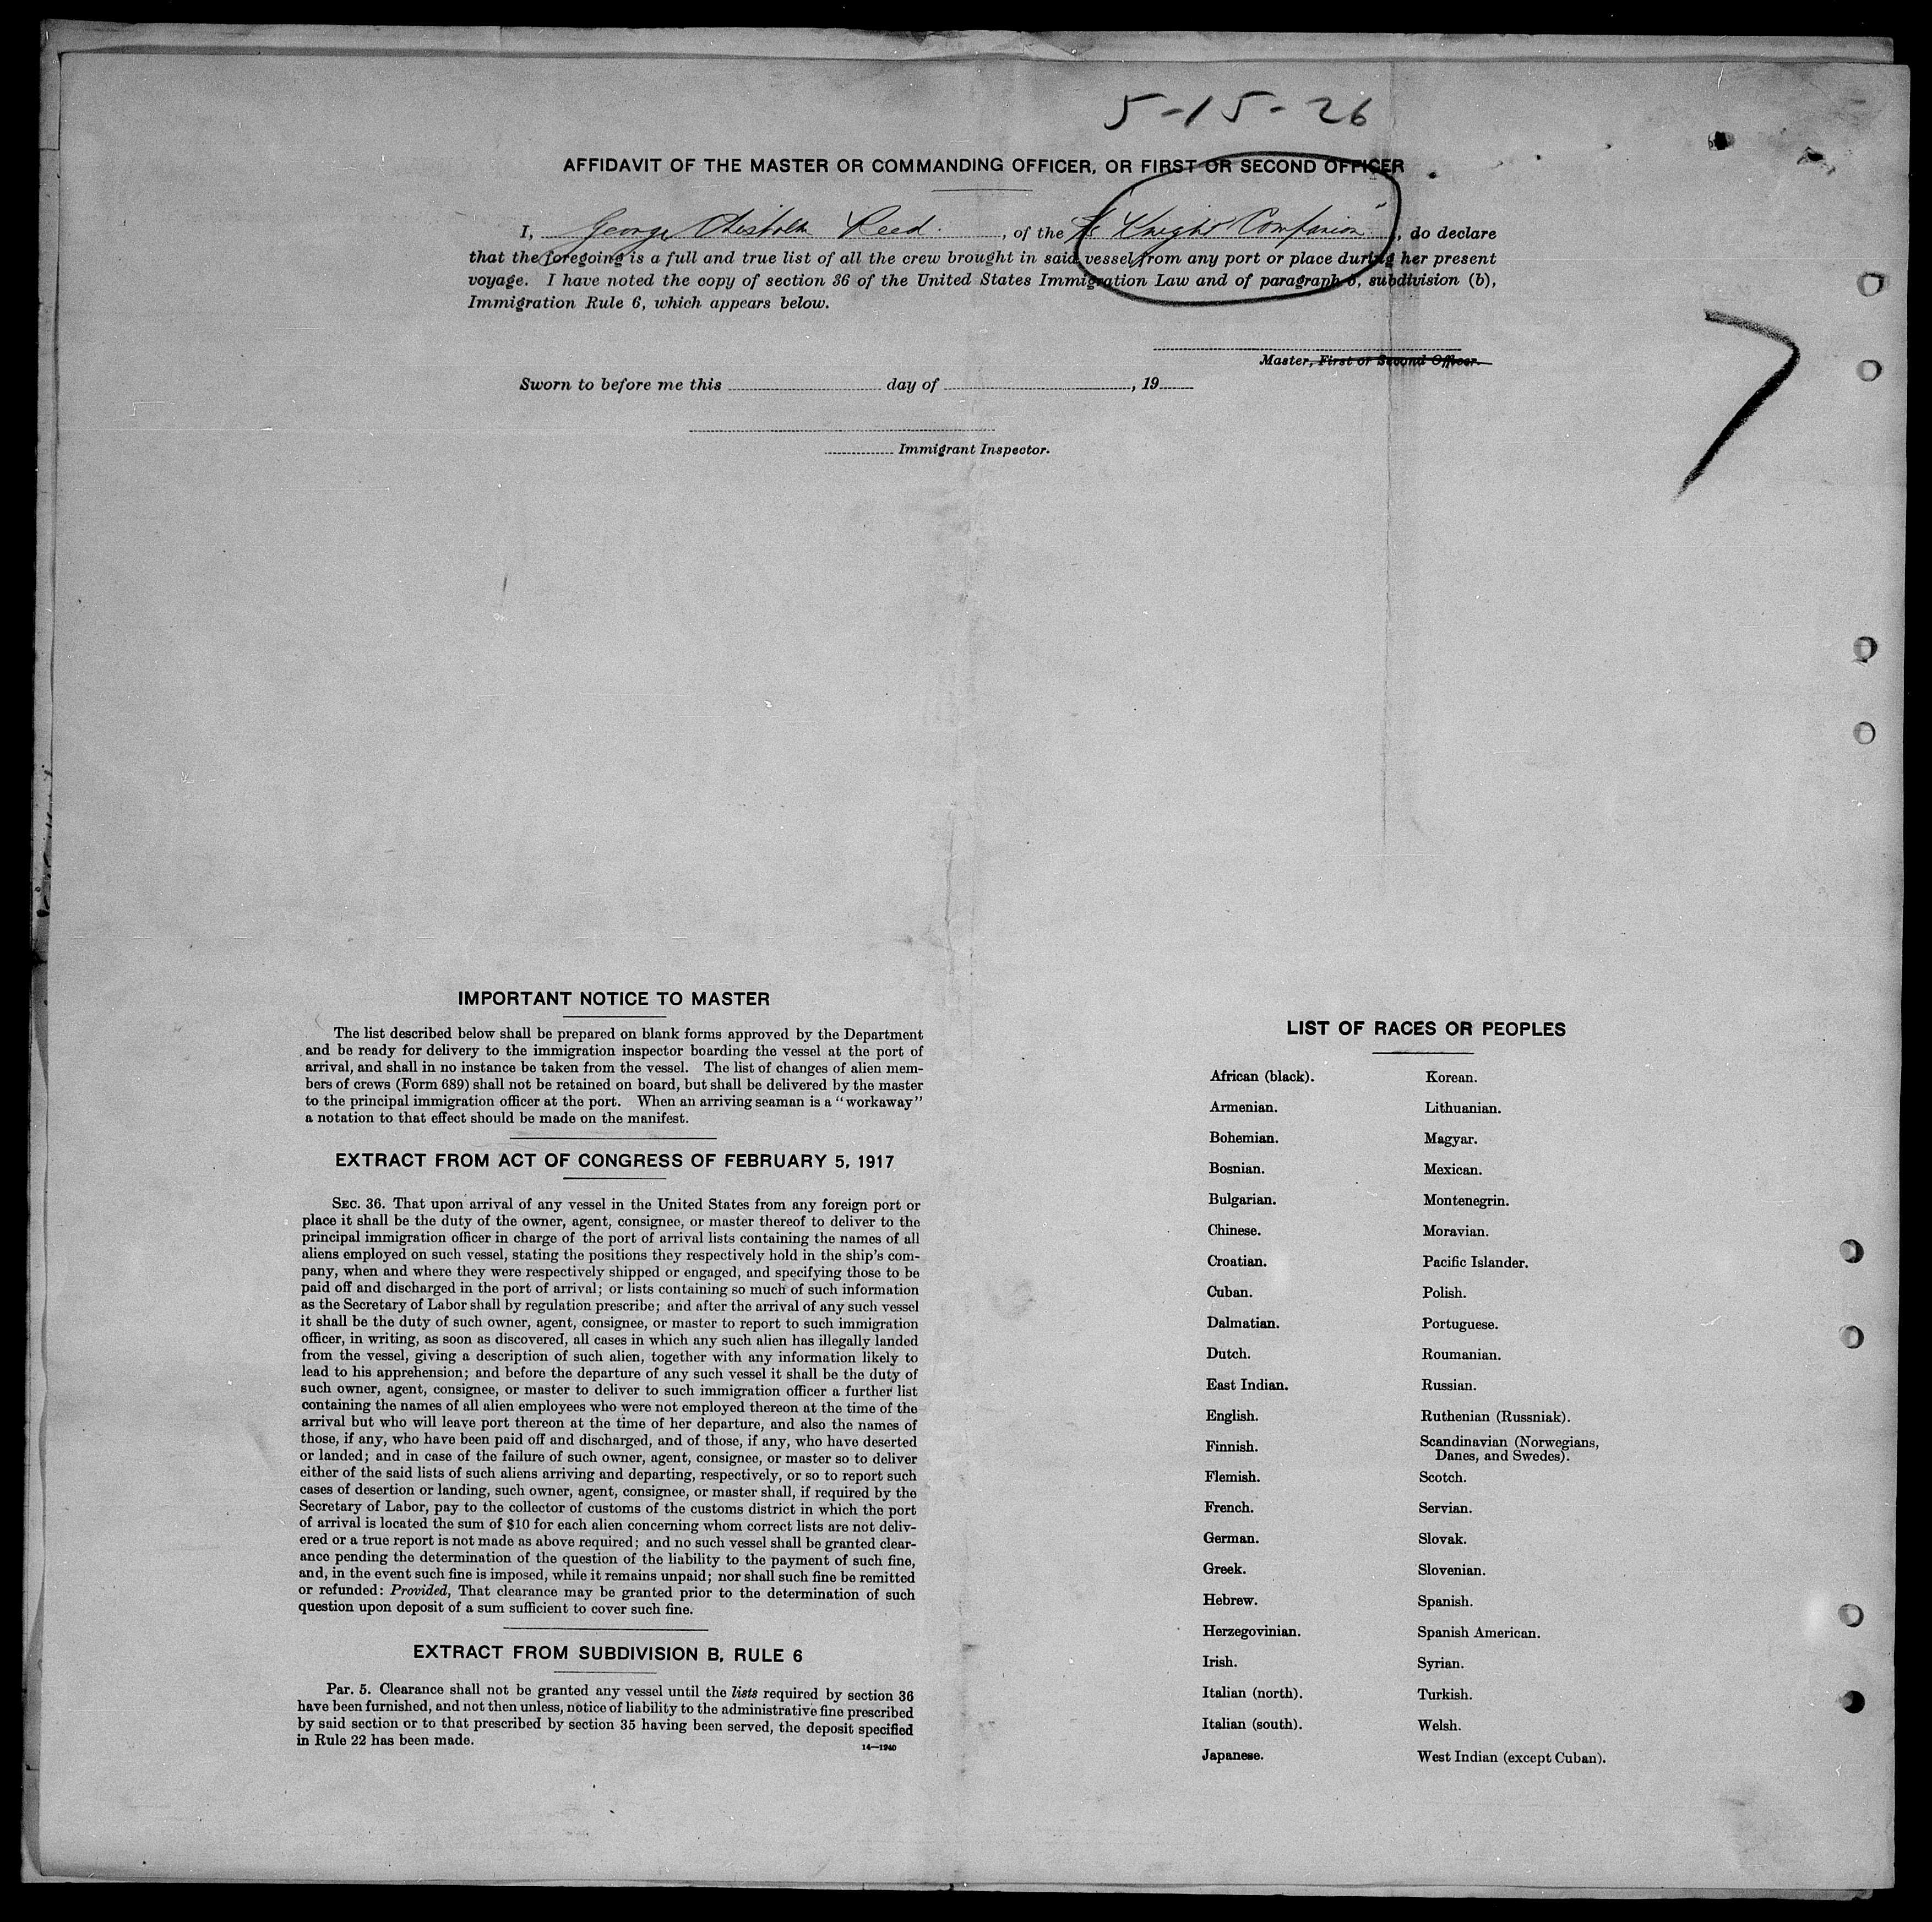 5-15-26
AFFIDAVIT OF THE MASTER OR COMMANDING OFFICER, OR FIRST OR SECOND OFFICER
I, George Chisholm Reed. , of the "Knight Companion" , do declare
that the foregoing is a full and true list of all the crew brought in said vessel from any port or place during her present
voyage. I have noted the copy of section 36 of the United States Immigration Law and of paragraph 5, subdivision (b),
Immigration Rule 6, which appears below.
7
Master, First or Second Officer.
Sworn to before me this day of , 19
Immigrant Inspector.
IMPORTANT NOTICE TO MASTER
The list described below shall be prepared on blank forms approved by the Department
and be ready for delivery to the immigration inspector boarding the vessel at the port of
arrival, and shall in no instance be taken from the vessel. The list of changes of alien mem-
bers of crews (Form 689) shall not be retained on board, but shall be delivered by the master
to the principal immigration officer at the port. When an arriving seaman is a "workaway"
a notation to that effect should be made on the manifest.
EXTRACT FROM ACT OF CONGRESS OF FEBRUARY 5, 1917
SEC. 36. That upon arrival of any vessel in the United States from any foreign port or
place it shall be the duty of the owner, agent, consignee, or master thereof to deliver to the
principal immigration officer in charge of the port of arrival lists containing the names of all
aliens employed on such vessel, stating the positions they respectively hold in the ship's com-
pany, when and where they were respectively shipped or engaged, and specifying those to be
paid off and discharged in the port of arrival; or lists containing so much of such information
as the Secretary of Labor shall by regulation prescribe; and after the arrival of any such vessel
it shall be the duty of such owner, agent, consignee, or master to report to such immigration
officer, in writing, as soon as discovered, all cases in which any such alien has illegally landed
from the vessel, giving a description of such alien, together with any information likely to
lead to his apprehension; and before the departure of any such vessel it shall be the duty of
such owner, agent, consignee, or master to deliver to such immigration officer a further list
containing the names of all alien employees who were not employed thereon at the time of the
arrival but who will leave port thereon at the time of her departure, and also the names of
those, if any, who have been paid off and discharged, and of those, if any, who have deserted
or landed; and in case of the failure of such owner, agent, consignee, or master so to deliver
either of the said lists of such aliens arriving and departing, respectively, or so to report such
cases of desertion or landing, such owner, agent, consignee, or master shall, if required by the
Secretary of Labor, pay to the collector of customs of the customs district in which the port
of arrival is located the sum of $10 for each alien concerning whom correct lists are not deliv-
ered or a true report is not made as above required; and no such vessel shall be granted clear-
ance pending the determination of the question of the liability to the payment of such fine,
and, in the event such fine is imposed, while it remains unpaid; nor shall such fine be remitted
or refunded: Provided, That clearance may be granted prior to the determination of such
question upon deposit of a sum sufficient to cover such fine.
EXTRACT FROM SUBDIVISION B, RULE 6
Par. 5. Clearance shall not be granted any vessel until the lists required by section 36
have been furnished, and not then unless, notice of liability to the administrative fine prescribed
by said section or to that prescribed by section 35 having been served, the deposit specified
in Rule 22 has been made.
14—1940
LIST OF RACES OR PEOPLES
African (black).
Armenian.
Bohemian.
Bosnian.
Bulgarian.
Chinese.
Croatian.
Cuban.
Dalmatian.
Dutch.
East Indian.
English.
Finnish.
Flemish.
French.
German.
Greek.
Hebrew.
Herzegovinian.
Irish.
Italian (north).
Italian (south).
Japanese.
Korean.
Lithuanian.
Magyar.
Mexican.
Montenegrin.
Moravian.
Pacific Islander.
Polish.
Portuguese.
Roumanian.
Russian.
Ruthenian (Russniak).
Scandinavian (Norwegians,
Danes, and Swedes).
Scotch.
Servian.
Slovak.
Slovenian.
Spanish.
Spanish American.
Syrian.
Turkish.
Welsh.
West Indian (except Cuban).